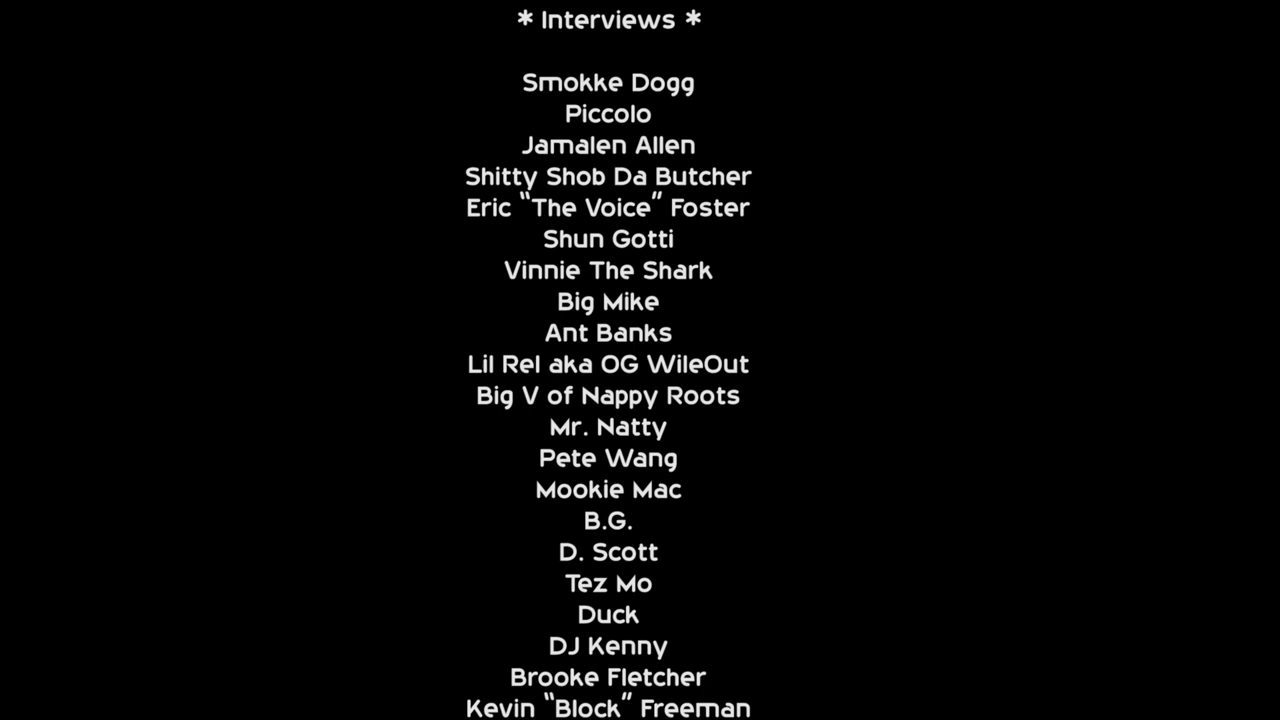 * Interviews *
Smokke Dogg
Piccolo
Jamalen Allen
Shitty Shob Da Butcher
Eric “The Voice” Foster
Shun Gotti
Vinnie The Shark
Big Mike
Ant Banks
Lil Rel aka OG WileOut
Big V of Nappy Roots
Mr. Natty
Pete Wang
Mookie Mac
B.G.
D. Scott
Tez Mo
Duck
DJ Kenny
Brooke Fletcher
Kevin “Block” Freeman